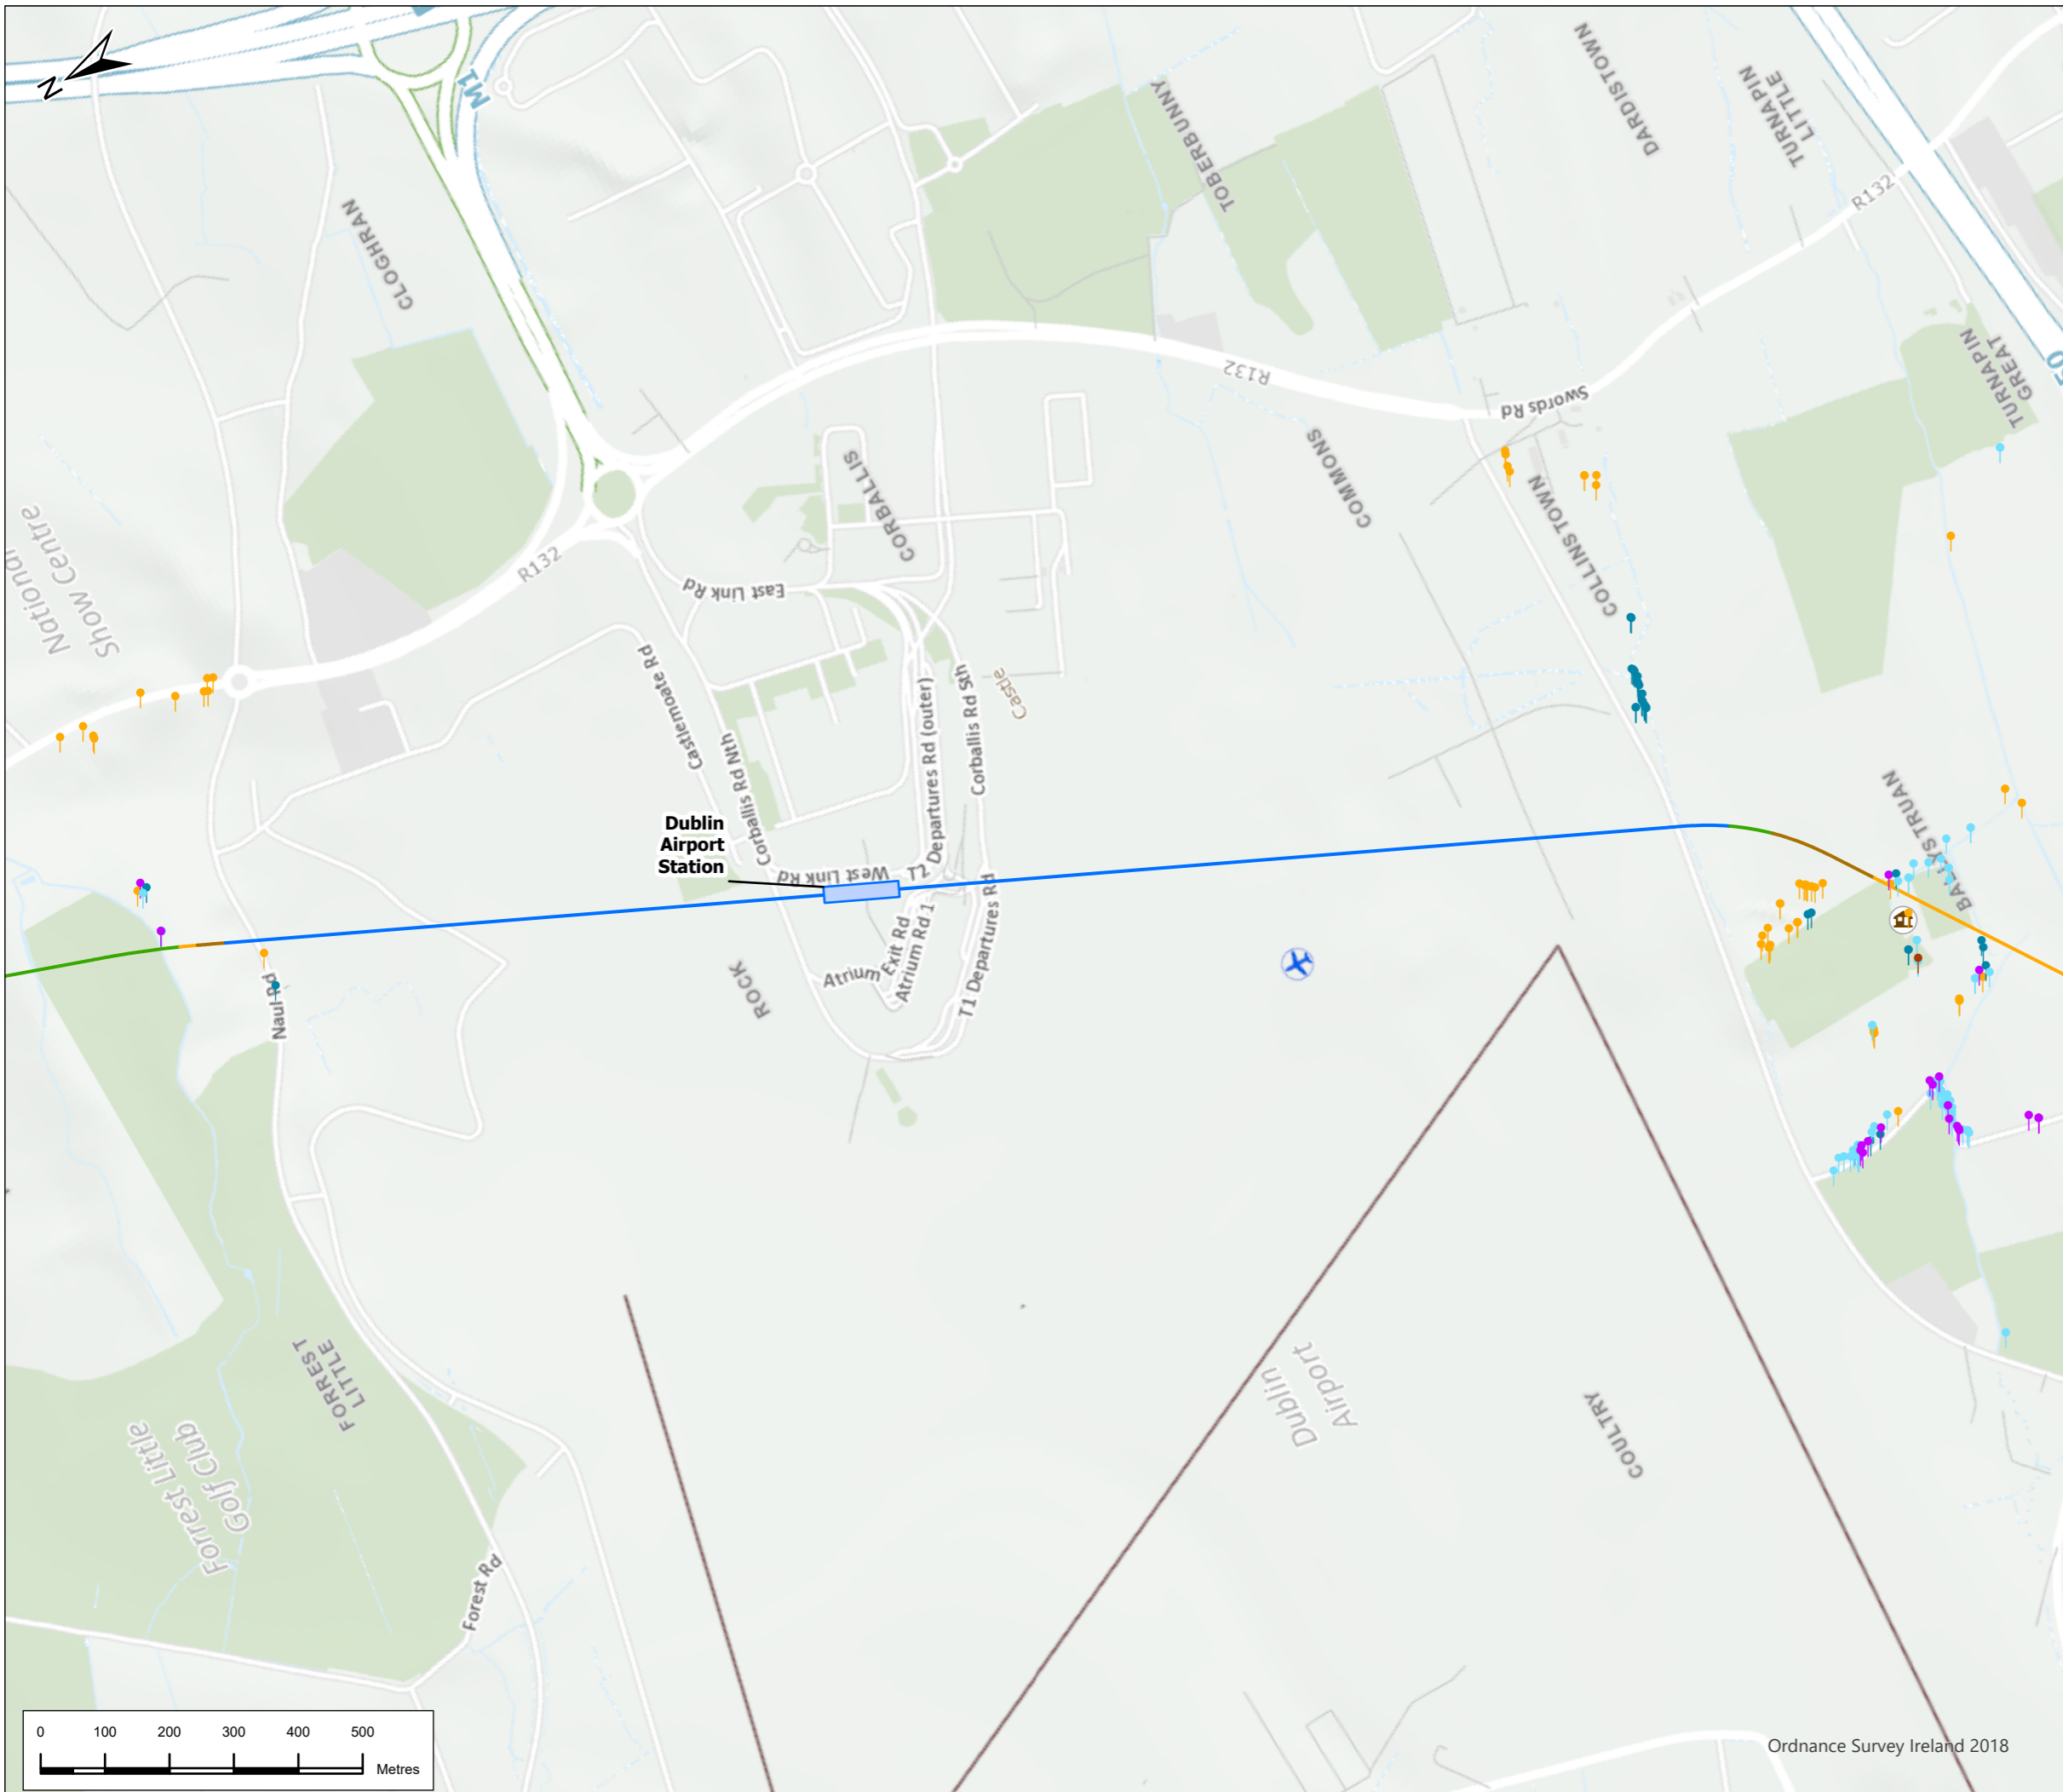 N
M1
CLOGHRAN
TOBERBUNNY
DARDISTOWN
TURNAPIN
LITTLE
R132
TURNAPIN
GREAT
R132
Swords Rd
COMMONS
COLLINSTOWN
CORBALLIS
National
Show Centre
R132
East Link Rd
Castlemoate Rd
Corballis Rd Nth
Departures Rd (outer)
Corballis Rd Sth
Castle
Dublin
Airport
Station
West Link Rd
T2
BALLYSTRUAN
Naul Rd
ROCK
Atrium
Exit Rd
Atrium Rd 1
T1 Departures Rd
FORREST
LITTLE
Forrest Little
Golf Club
Dublin
Airport
COULTRY
Forest Rd
0 100 200 300 400 500
Metres
Ordnance Survey Ireland 2018